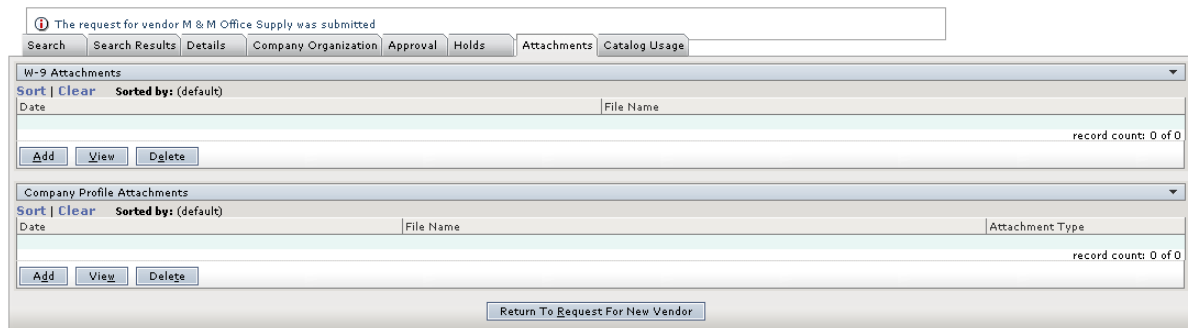 The request for vendor M & M Office Supply was submitted
Search Search Results Details Company Organization Approval Holds Attachments Catalog Usage
W-9 Attachments
Sort | Clear Sorted by: (default)
Date File Name
record count: 0 of 0
Add View Delete
Company Profile Attachments
Sort | Clear Sorted by: (default)
Date File Name Attachment Type
record count: 0 of 0
Add View Delete
Return To Request For New Vendor